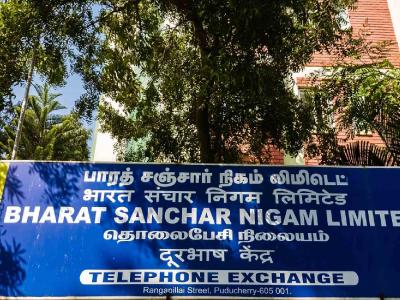 பாரத் சஞ்சார் நிகம் லிமிடெட்
भारत संचार निगम लिमिटेड
BHARAT SANCHAR NIGAM LIMITE
தொலைபேசி நிலையம்
दूरभाष केंद्र
TELEPHONE EXCHANGE
Rangapillai Street, Puducherry-605 001.